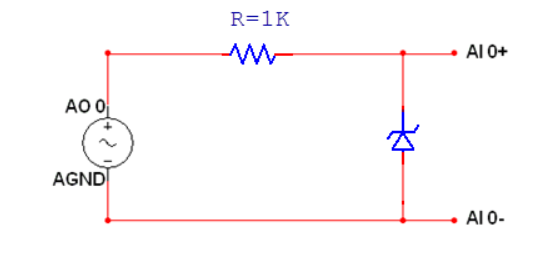 R=1K
AI 0+
AO 0
+
−
AGND
AI 0-